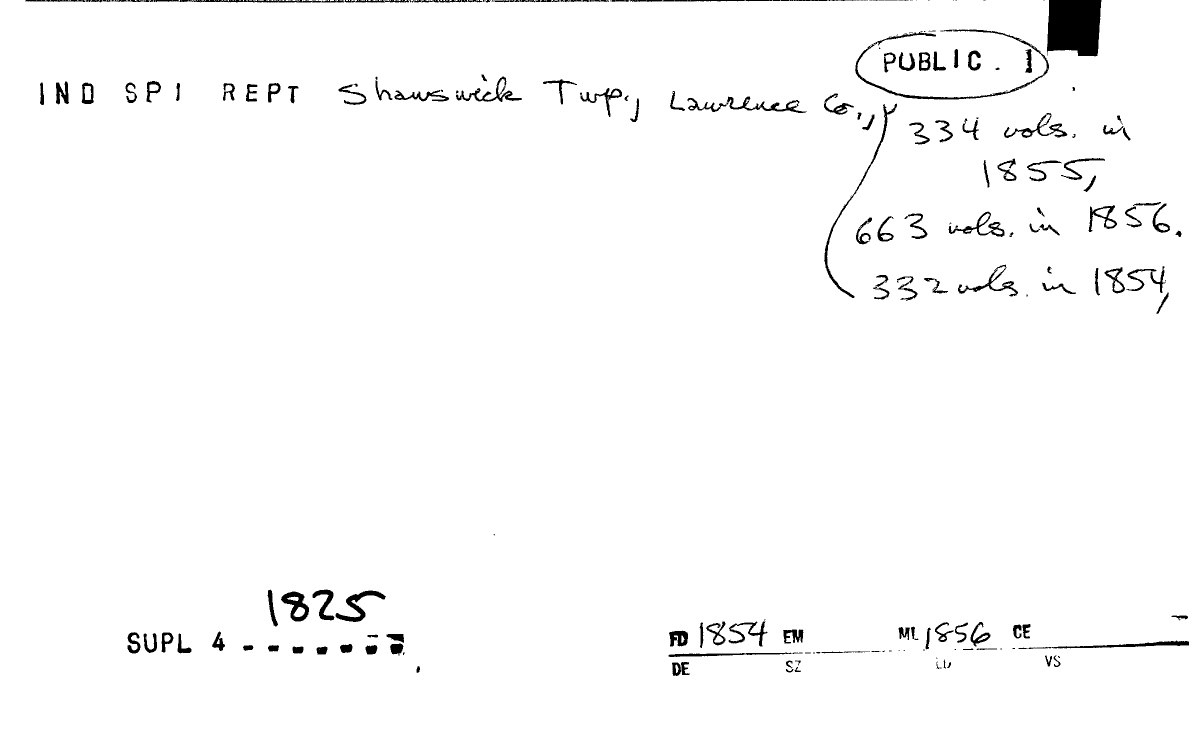 PUBLIC. 1
IND SPI REPT Shawswick Twp., Lawrence Co.,
334 vols. in
1855,
663 vols. in 1856.
332 vols. in 1854,
1825
SUPL 4
FD 1854 EM ML 1856 CE
DE SZ LD VS